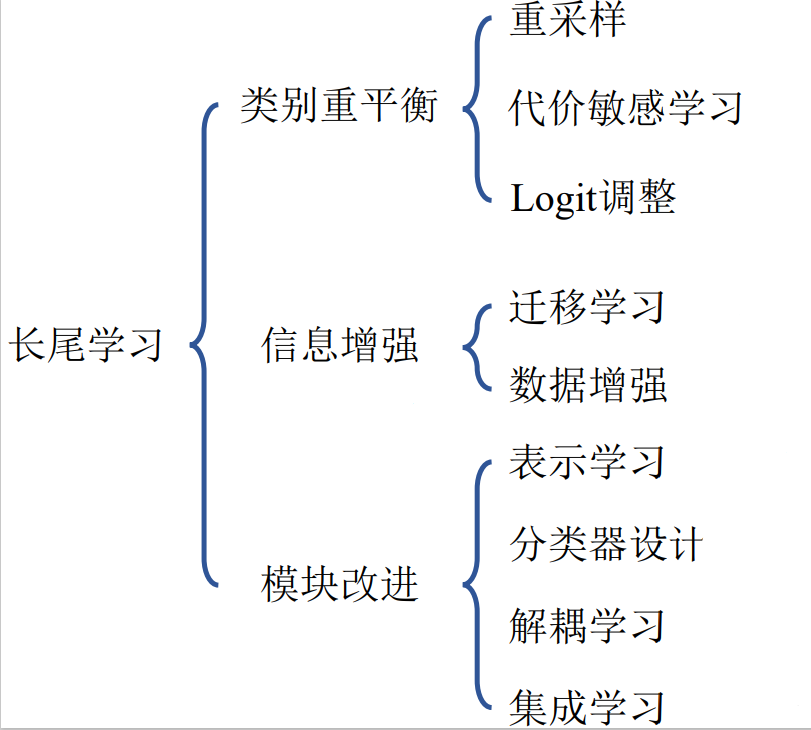 长尾学习
类别重平衡
重采样
代价敏感学习
Logit调整
信息增强
迁移学习
数据增强
模块改进
表示学习
分类器设计
解耦学习
集成学习